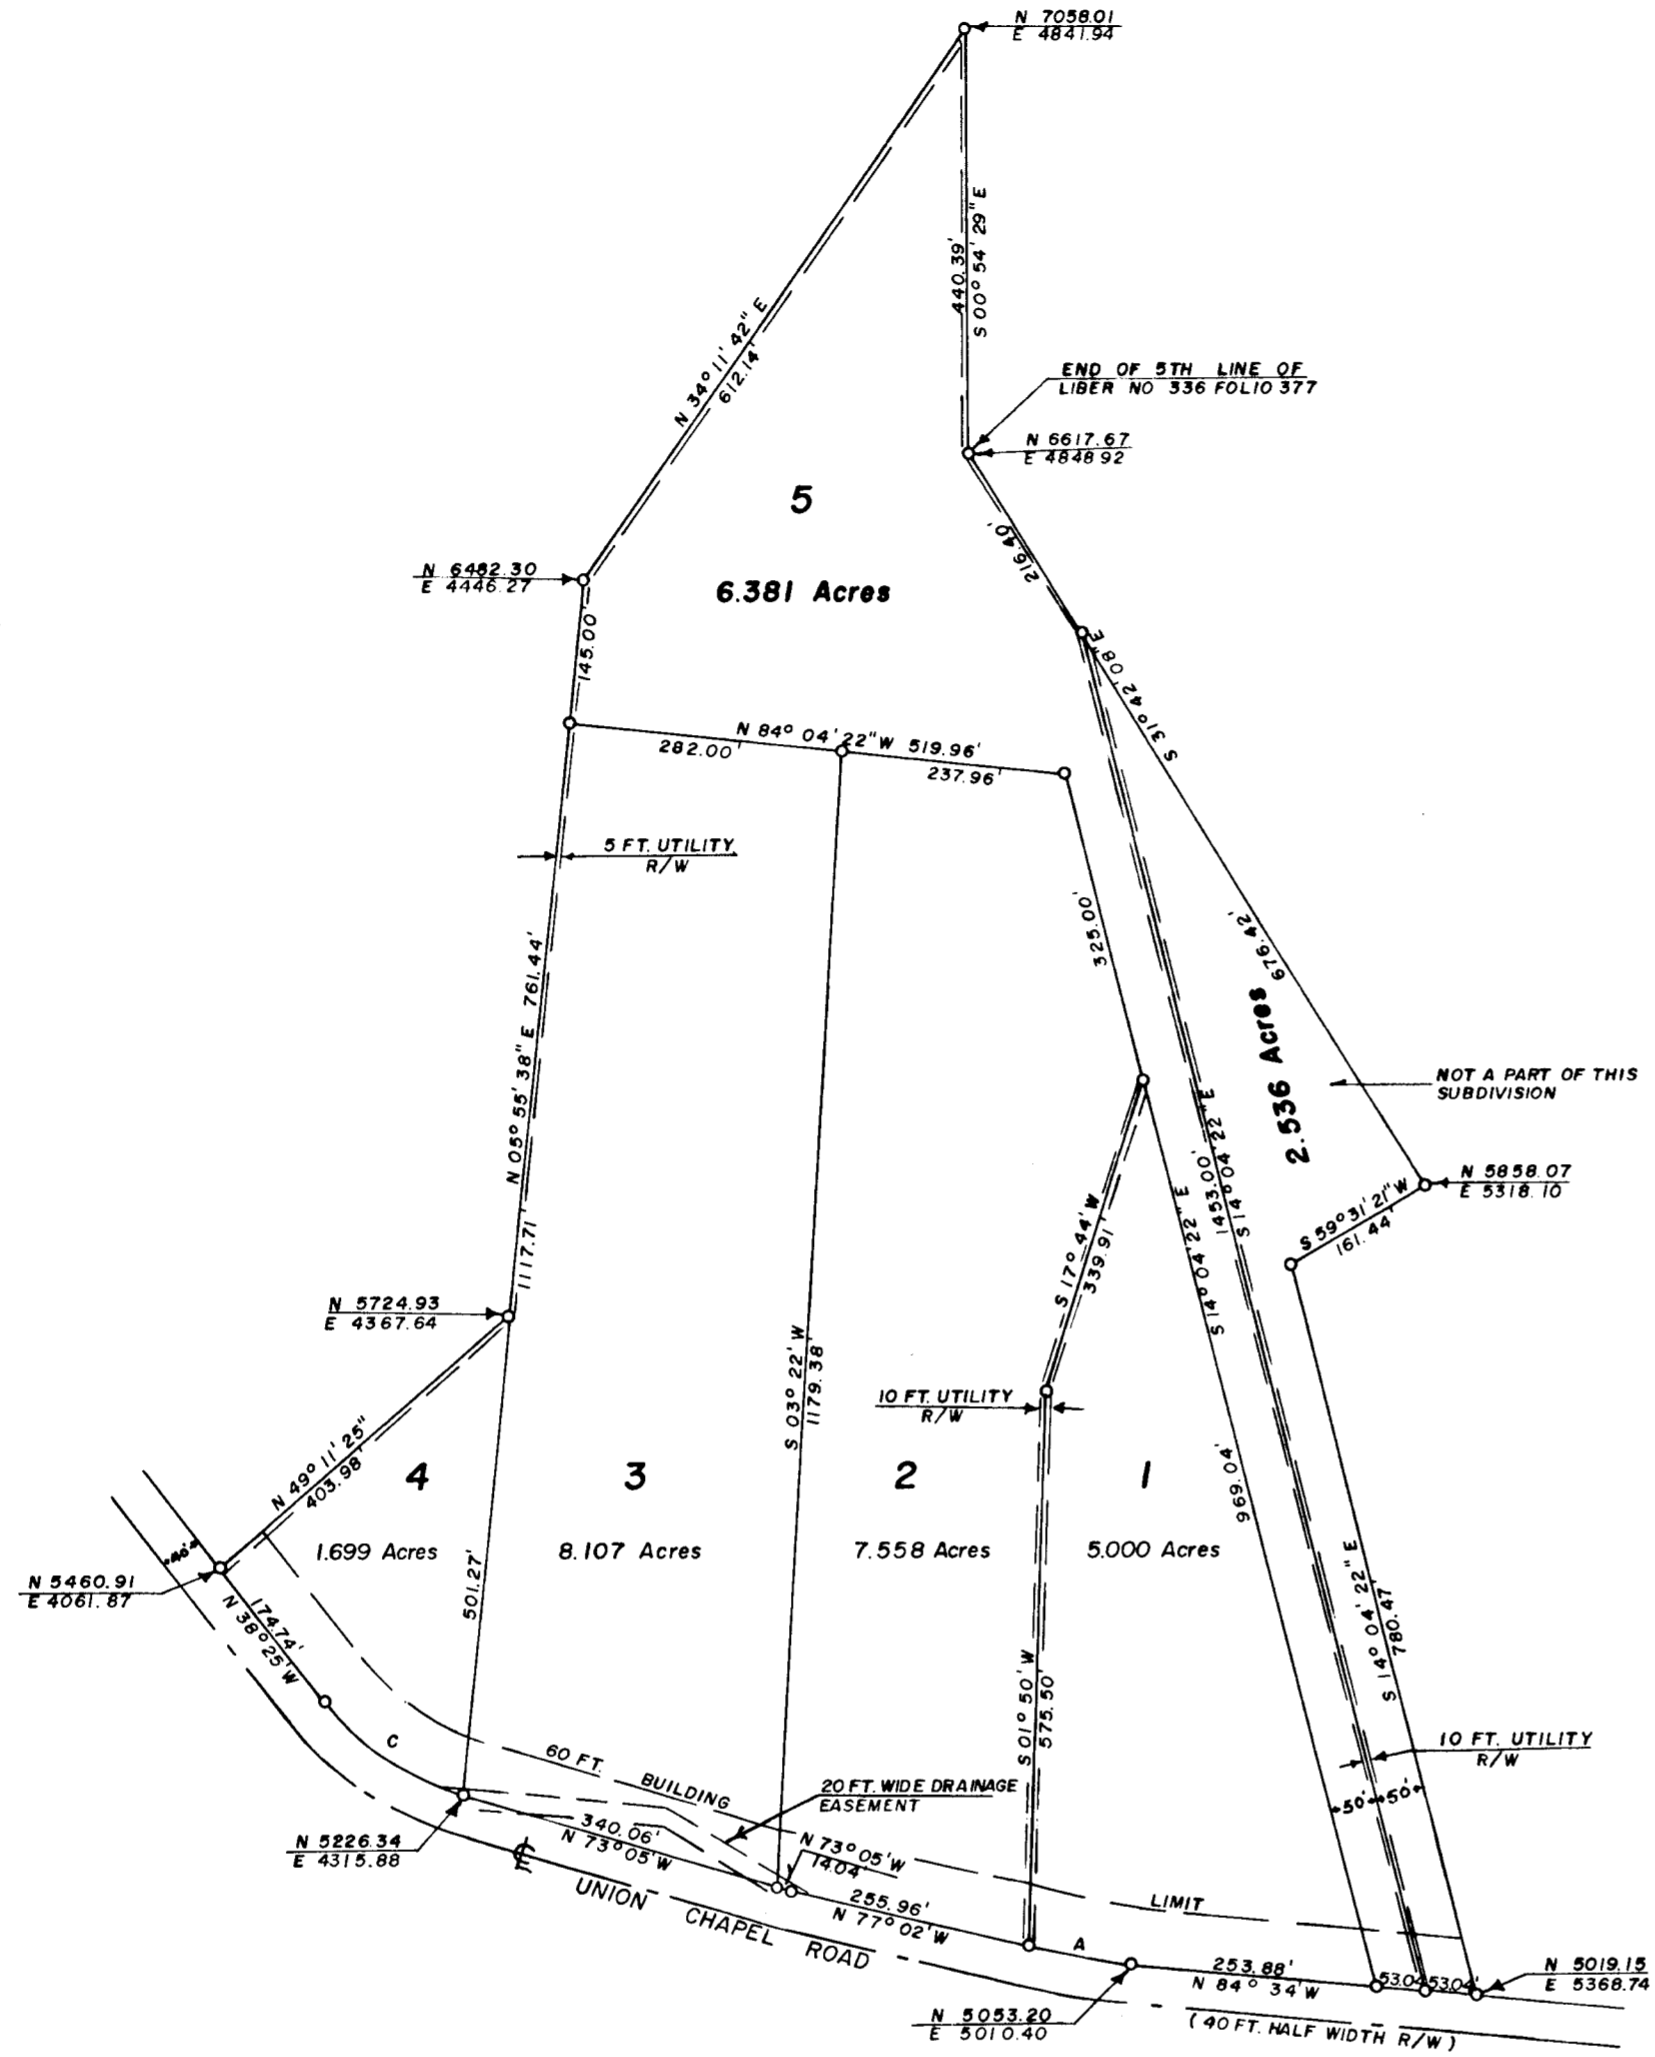 N 7058.01
E 4841.94
440.39'
S 00° 54' 29" E
N 34° 11' 42" E
612.14'
END OF 5TH LINE OF
LIBER NO 336 FOLIO 377
N 6617.67
E 4848 92
5
6.381 Acres
216.40'
N 6482.30
E 4446.27
145.00'
S 31° 42' 08" E
676.42'
N 84° 04' 22" W 519.96'
282.00'
237.96'
5 FT. UTILITY
R/W
325.00'
N 05° 55' 38" E 761.44'
1117.71'
2.536 Acres
NOT A PART OF THIS
SUBDIVISION
N 5858.07
E 5318.10
S 59° 31' 21" W
161.44'
S 14° 04' 22" E
1453.00'
S 14° 04' 22" E
S 14° 04' 22" E
969.04'
S 17° 44' W
339.91'
N 5724.93
E 4367.64
S 03° 22' W
1179.38'
10 FT. UTILITY
R/W
N 49° 11' 25"
403.98'
4
3
2
1
1.699 Acres
8.107 Acres
7.558 Acres
5.000 Acres
40'
N 5460.91
E 4061.87
174.74'
N 38° 25' W
501.27'
S 01° 50' W
575.50'
S 14° 04' 22" E
780.47'
C
60 FT.
BUILDING
LIMIT
20 FT. WIDE DRAINAGE
EASEMENT
10 FT. UTILITY
R/W
50'
50'
N 5226.34
E 4315.88
340.06'
N 73° 05' W
N 73° 05' W
14.04'
255.96'
N 77° 02' W
A
253.88'
N 84° 34' W
53.04'
53.04'
N 5019.15
E 5368.74
N 5053.20
E 5010.40
UNION CHAPEL ROAD
(40 FT. HALF WIDTH R/W)